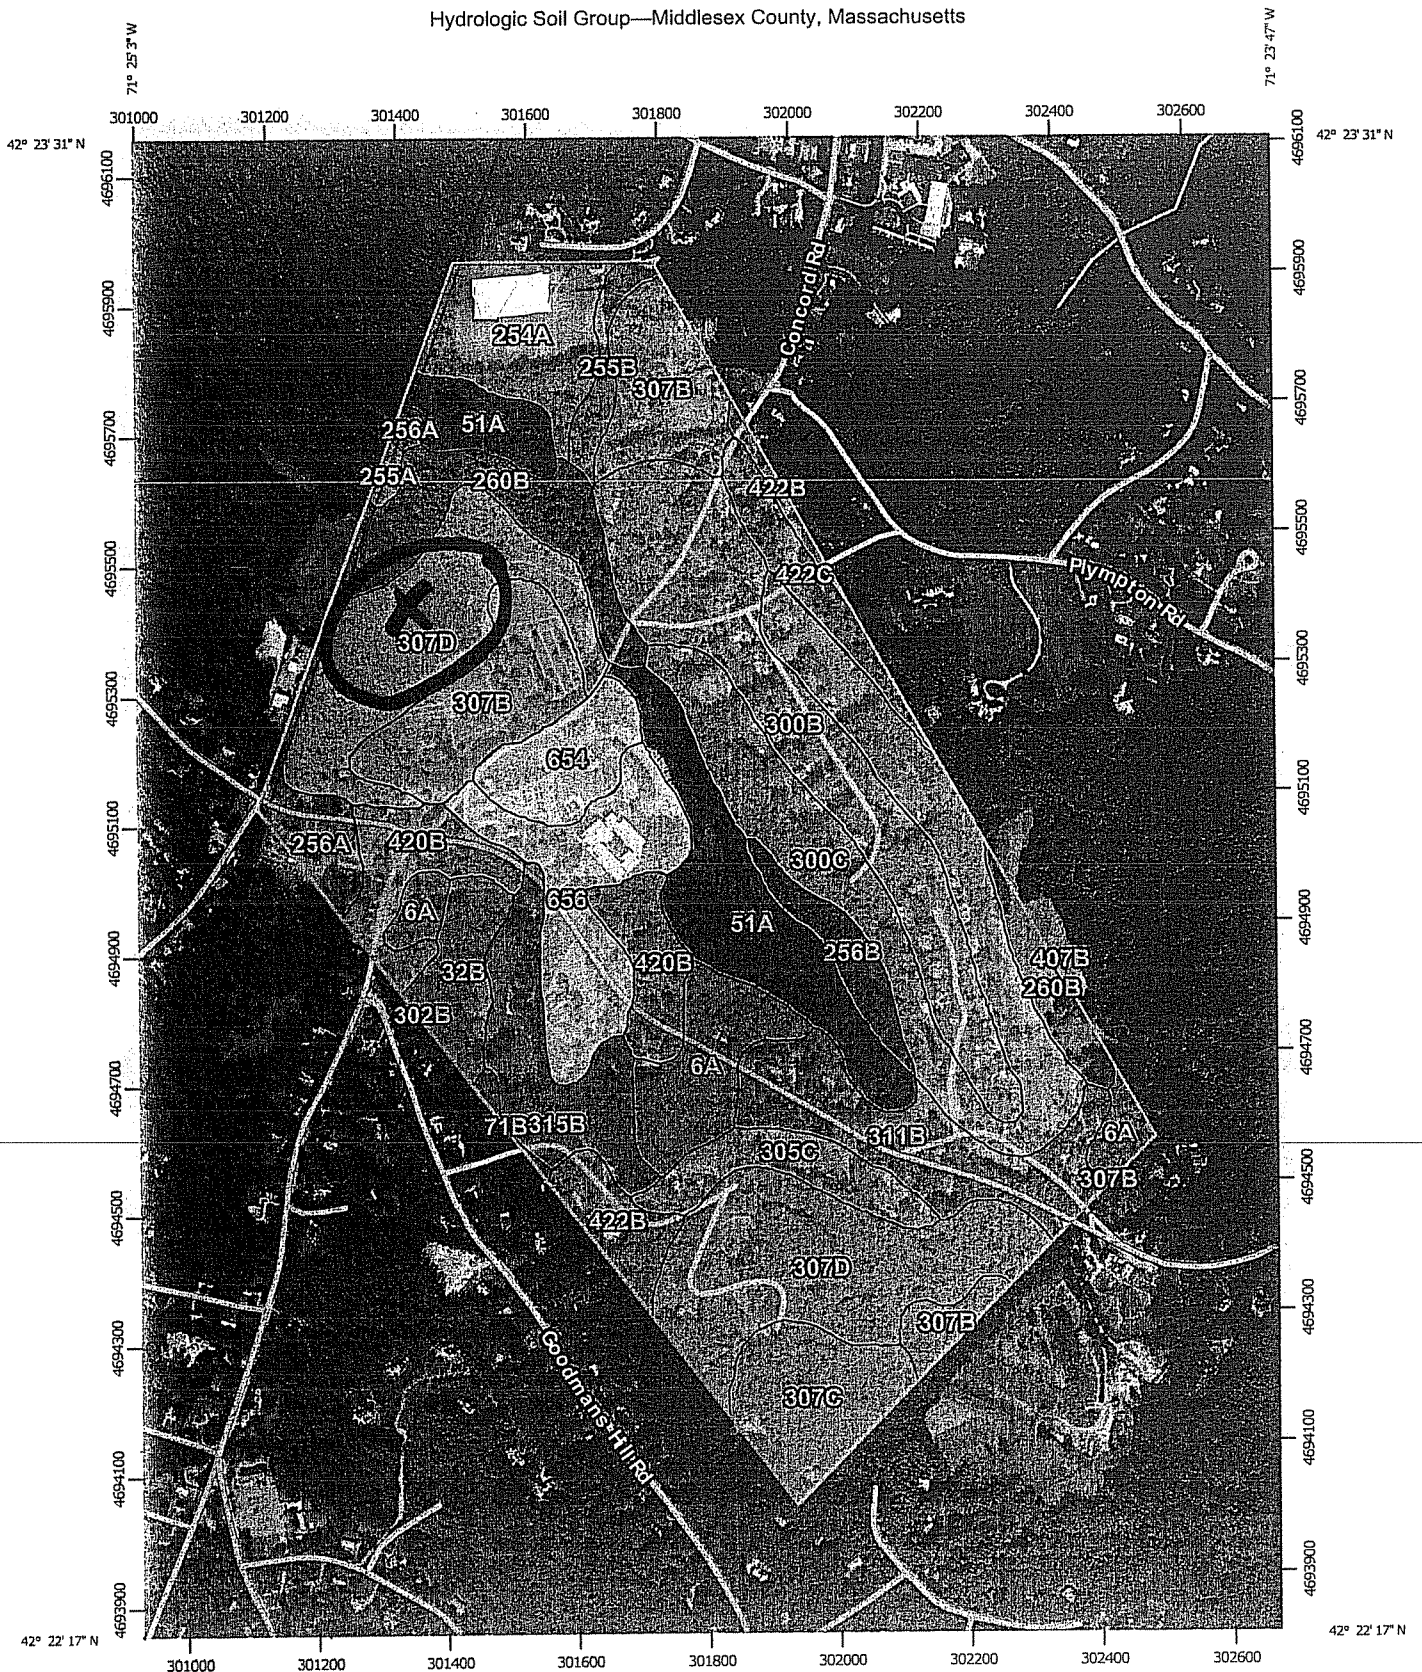 Hydrologic Soil Group—Middlesex County, Massachusetts
71° 25' 3" W
71° 23' 47" W
301000 301200 301400 301600 301800 302000 302200 302400 302600
42° 23' 31" N
42° 23' 31" N
4696100
4696100
Concord Rd
4695900
4695900
254A
255B
307B
4695700
4695700
256A
51A
255A
260B
422B
4695500
4695500
422C
Plympton Rd
307D
4695300
4695300
307B
300B
654
4695100
4695100
256A
420B
300C
656
6A
51A
4694900
4694900
256B
407B
420B
32B
260B
302B
4694700
4694700
6A
71B
315B
311B
6A
305C
307B
4694500
4694500
422B
307D
4694300
4694300
307B
Goodmans Hill Rd
307C
4694100
4694100
4693900
4693900
42° 22' 17" N
42° 22' 17" N
301000 301200 301400 301600 301800 302000 302200 302400 302600